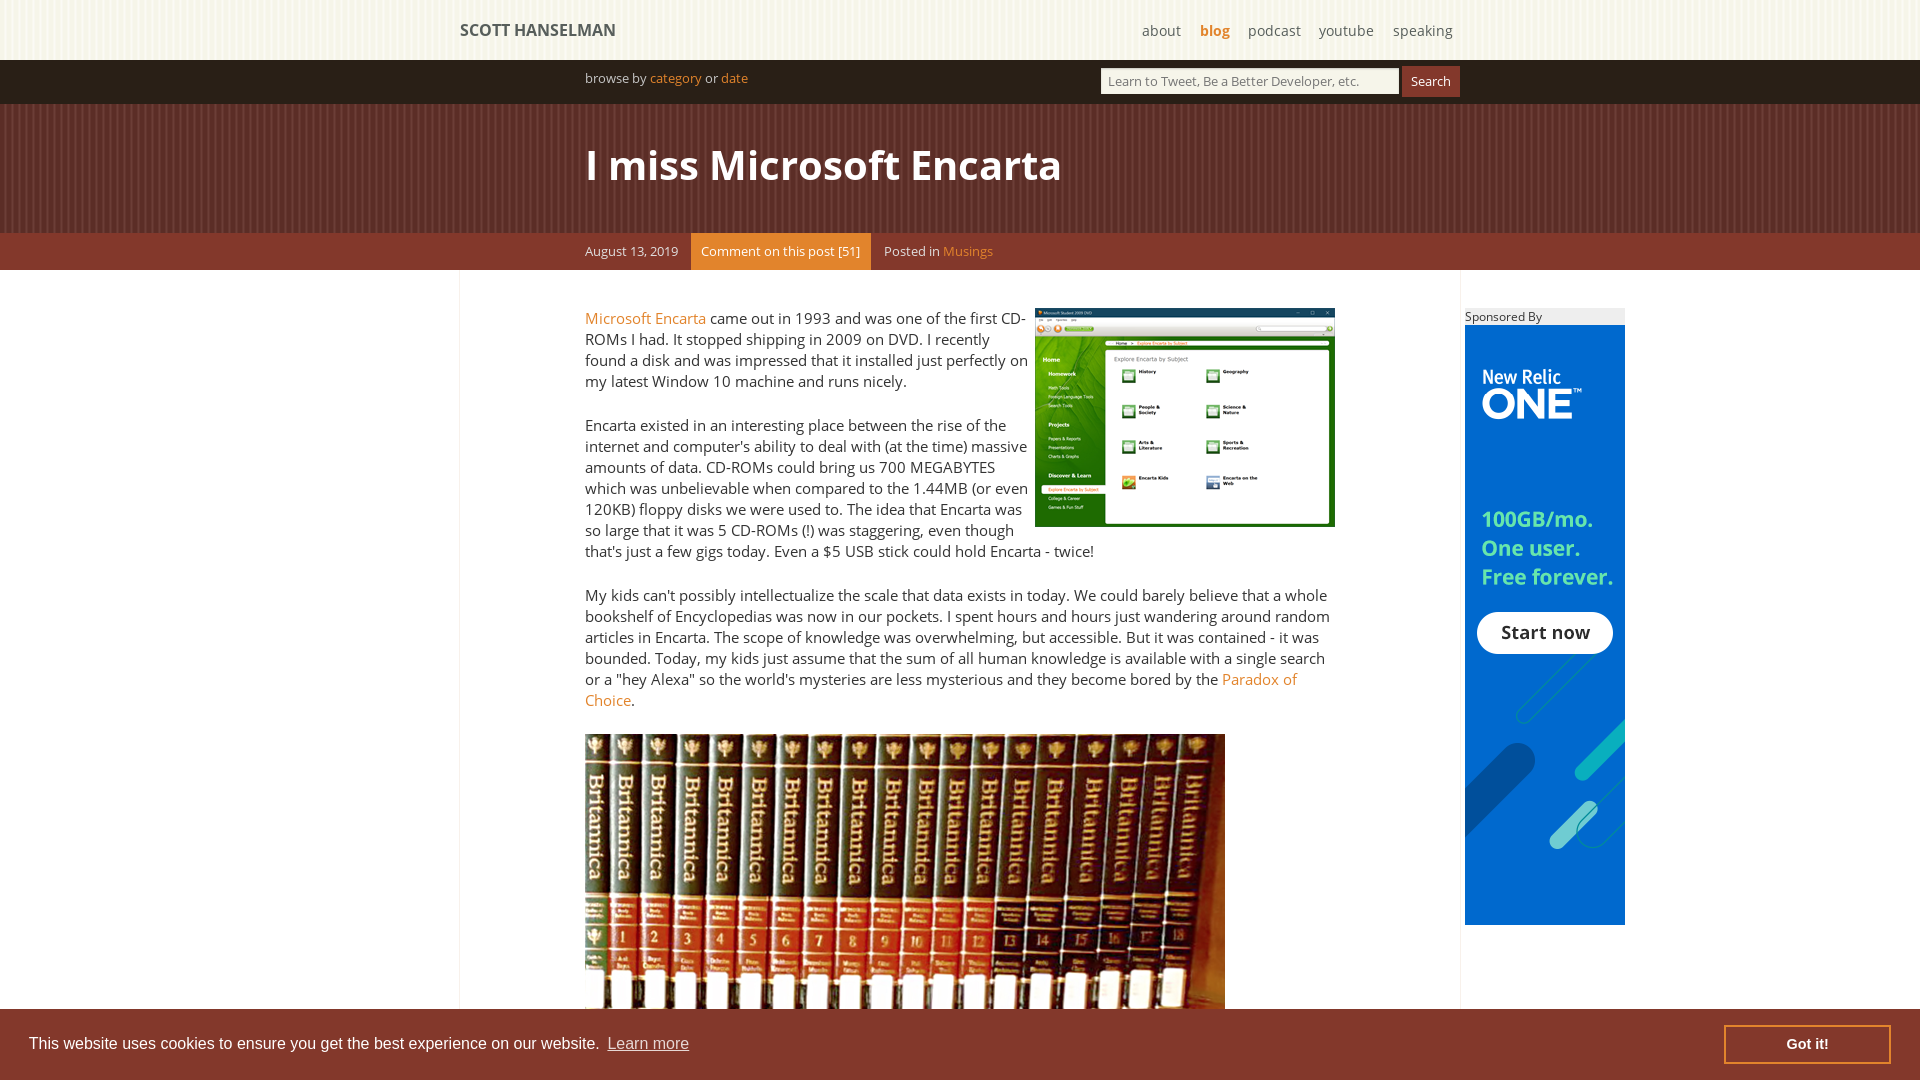 SCOTT HANSELMAN
about blog podcast youtube speaking
browse by category or date
Learn to Tweet, Be a Better Developer, etc.
Search
I miss Microsoft Encarta
August 13, 2019
Comment on this post [51]
Posted in Musings
Microsoft Encarta came out in 1993 and was one of the first CD-
ROMs I had. It stopped shipping in 2009 on DVD. I recently
found a disk and was impressed that it installed just perfectly on
my latest Window 10 machine and runs nicely.
Microsoft Student 2009 DVD
Home
Explore Encarta by Subject
Home
Explore Encarta by Subject
Homework
Math Tools
Foreign Language Tools
Search Tools
Projects
Papers & Reports
Presentations
Charts & Graphs
Discover & Learn
Explore Encarta by Subject
College & Career
Games & Fun Stuff
History
Geography
People &
Society
Science &
Nature
Arts &
Literature
Sports &
Recreation
Encarta Kids
Encarta on the
Web
Encarta existed in an interesting place between the rise of the
internet and computer's ability to deal with (at the time) massive
amounts of data. CD-ROMs could bring us 700 MEGABYTES
which was unbelievable when compared to the 1.44MB (or even
120KB) floppy disks we were used to. The idea that Encarta was
so large that it was 5 CD-ROMs (!) was staggering, even though
that's just a few gigs today. Even a $5 USB stick could hold Encarta - twice!
My kids can't possibly intellectualize the scale that data exists in today. We could barely believe that a whole
bookshelf of Encyclopedias was now in our pockets. I spent hours and hours just wandering around random
articles in Encarta. The scope of knowledge was overwhelming, but accessible. But it was contained - it was
bounded. Today, my kids just assume that the sum of all human knowledge is available with a single search
or a "hey Alexa" so the world's mysteries are less mysterious and they become bored by the Paradox of
Choice.
Britannica Britannica Britannica Britannica Britannica Britannica Britannica Britannica Britannica Britannica Britannica Britannica Britannica Britannica Britannica Britannica Britannica Britannica Britannica
1 2 3 4 5 6 7 8 9 10 11 12 13 14 15 16 17 18
Sponsored By
New Relic
ONE™
100GB/mo.
One user.
Free forever.
Start now
This website uses cookies to ensure you get the best experience on our website. Learn more
Got it!